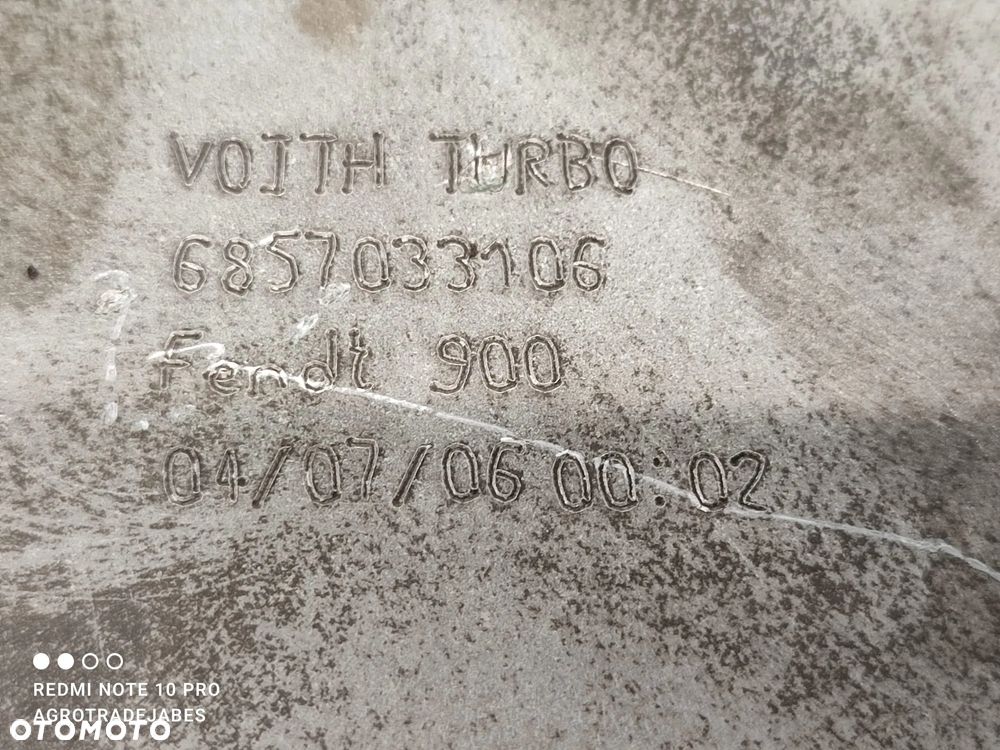 VOITH TURBO
6857033106
Fendt 900
04/07/06 00:02
REDMI NOTE 10 PRO
AGROTRADEJABES
OTOMOTO